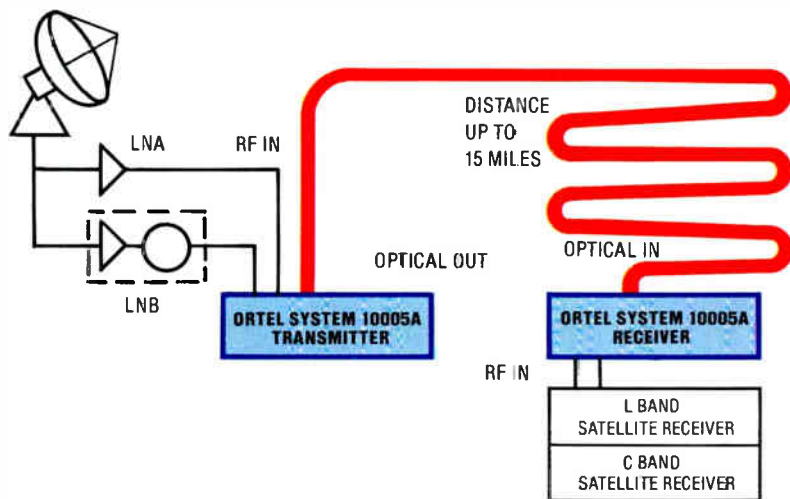 DISTANCE
UP TO
15 MILES
LNA
RF IN
OPTICAL IN
OPTICAL OUT
LNB
ORTEL SYSTEM 10005A
TRANSMITTER
ORTEL SYSTEM 10005A
RECEIVER
RF IN
L BAND
SATELLITE RECEIVER
C BAND
SATELLITE RECEIVER